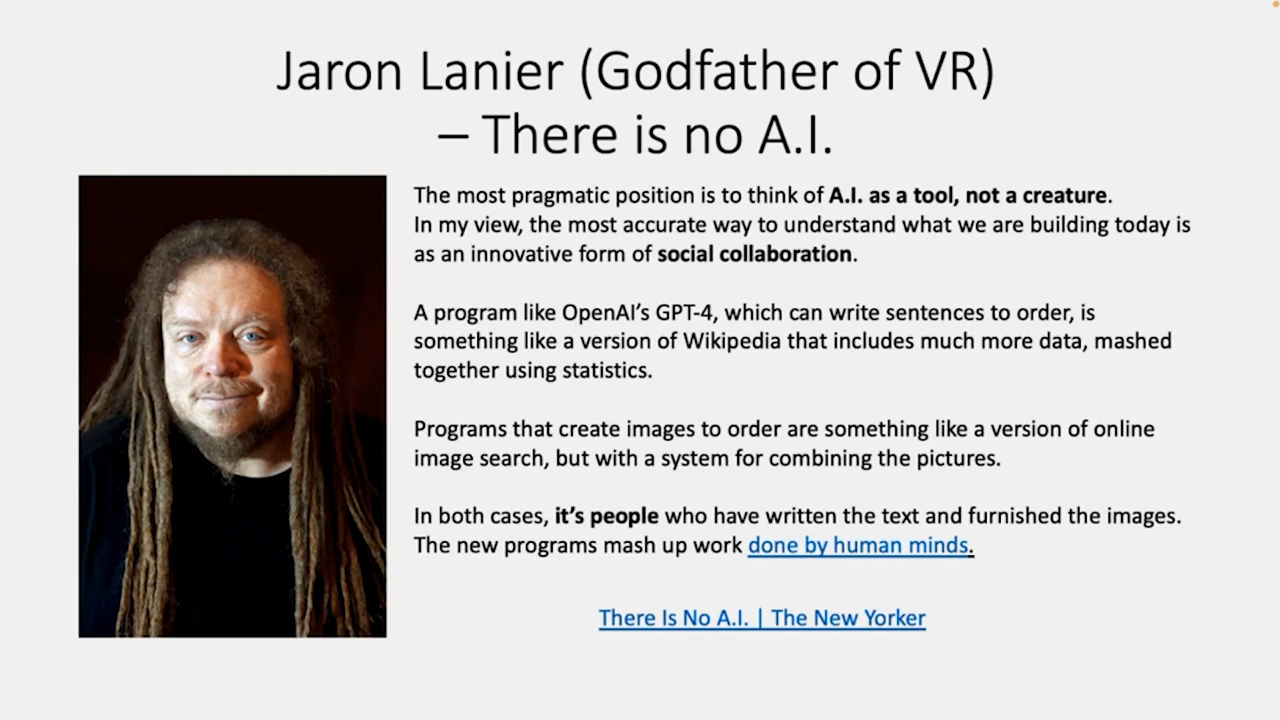 Jaron Lanier (Godfather of VR)
– There is no A.I.
The most pragmatic position is to think of A.I. as a tool, not a creature.
In my view, the most accurate way to understand what we are building today is
as an innovative form of social collaboration.
A program like OpenAI’s GPT-4, which can write sentences to order, is
something like a version of Wikipedia that includes much more data, mashed
together using statistics.
Programs that create images to order are something like a version of online
image search, but with a system for combining the pictures.
In both cases, it’s people who have written the text and furnished the images.
The new programs mash up work done by human minds.
There Is No A.I. | The New Yorker